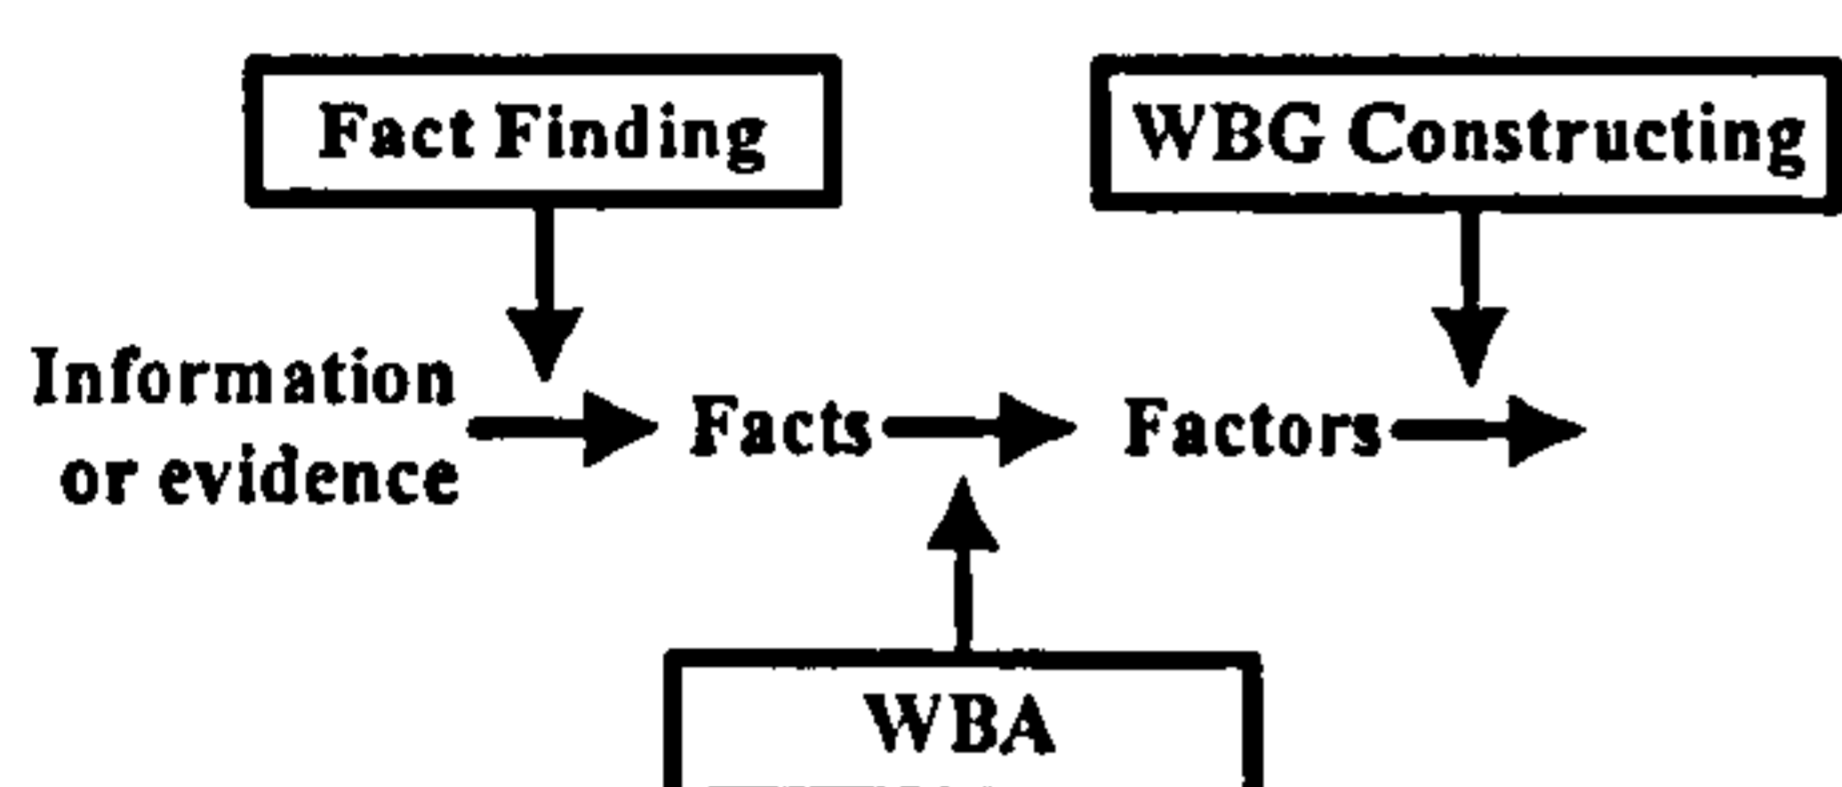 Fact Finding
WBG Constructing
Information
or evidence
Facts
Factors
WBA